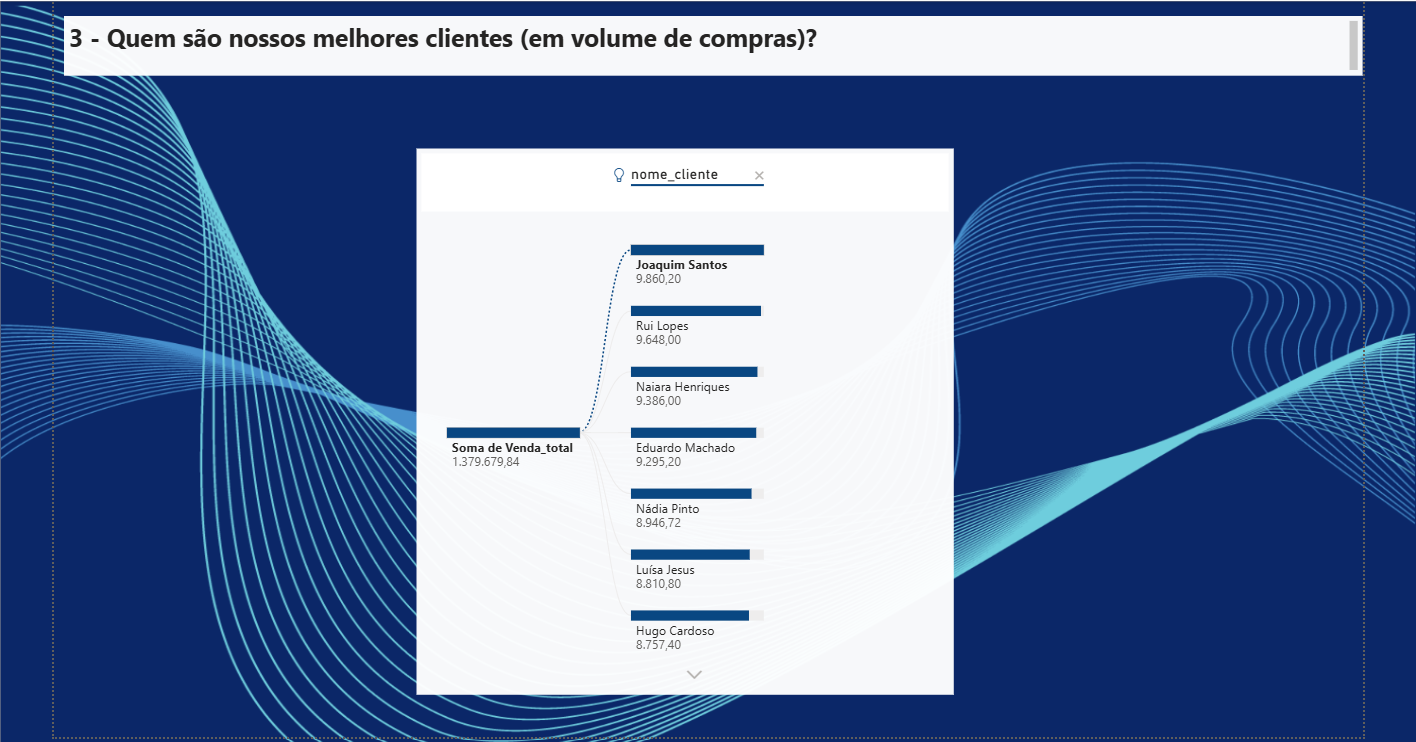 3 - Quem são nossos melhores clientes (em volume de compras)?
nome_cliente
Joaquim Santos
9.860,20
Rui Lopes
9.648,00
Naiara Henriques
9.386,00
Soma de Venda_total
1.379.679,84
Eduardo Machado
9.295,20
Nádia Pinto
8.946,72
Luísa Jesus
8.810,80
Hugo Cardoso
8.757,40